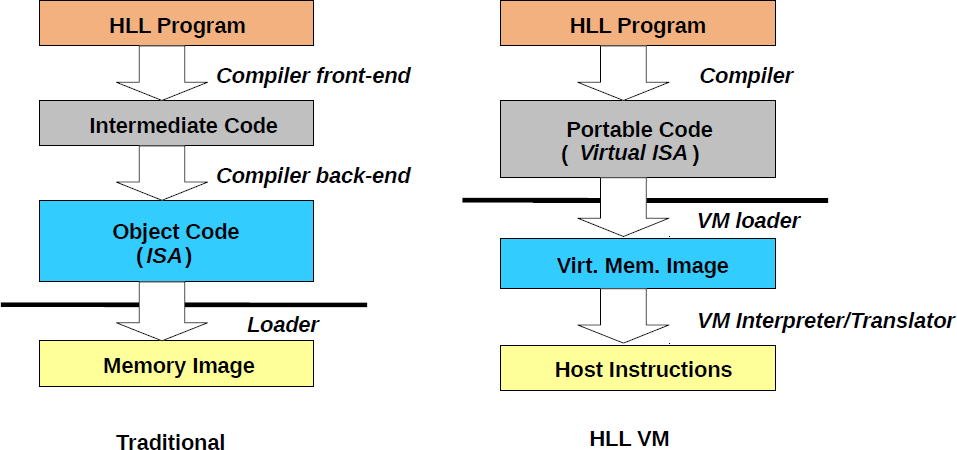 HLL Program
Compiler front-end
Intermediate Code
Compiler back-end
Object Code
(ISA)
Loader
Memory Image
Traditional
HLL Program
Compiler
Portable Code
( Virtual ISA )
VM loader
Virt. Mem. Image
VM Interpreter/Translator
Host Instructions
HLL VM